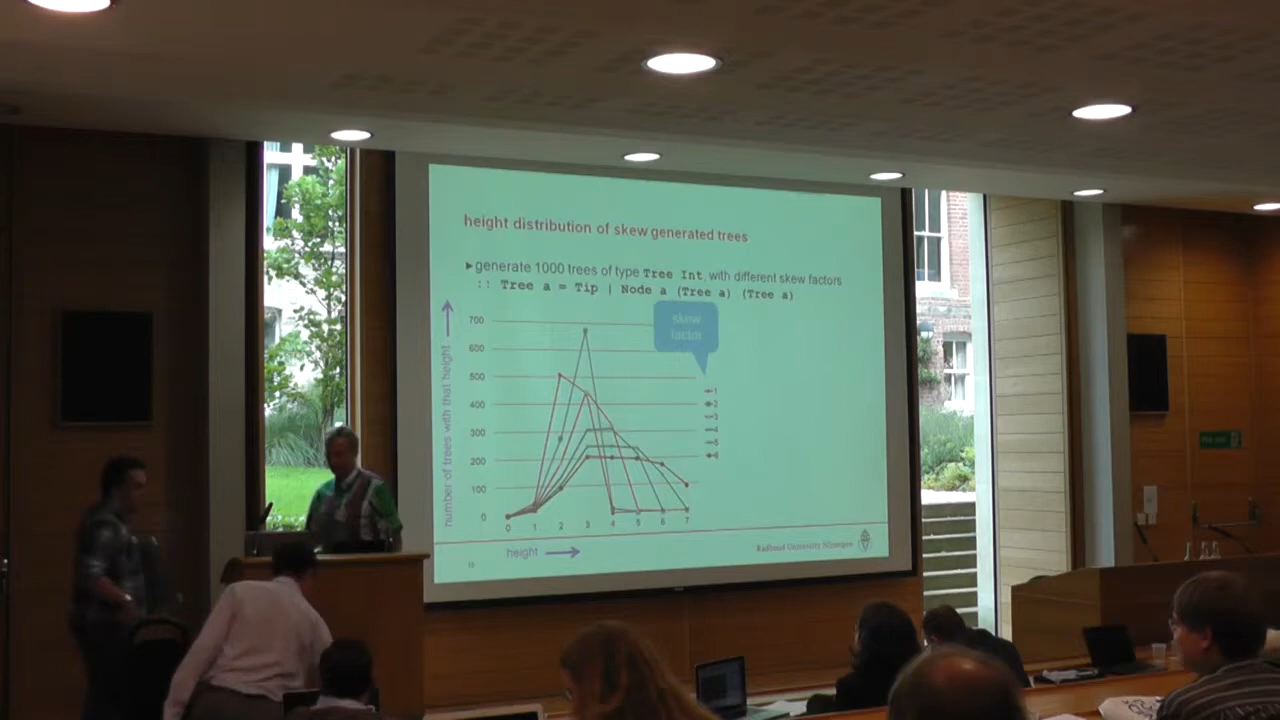 height distribution of skew generated trees
►generate 1000 trees of type Tree Int, with different skew factors
:: Tree a = Tip | Node a (Tree a) (Tree a)
skew
factor
number of trees with that height
700
600
500
400
300
200
100
0
0 1 2 3 4 5 6 7
1
2
3
4
5
6
height
Radboud University Nijmegen